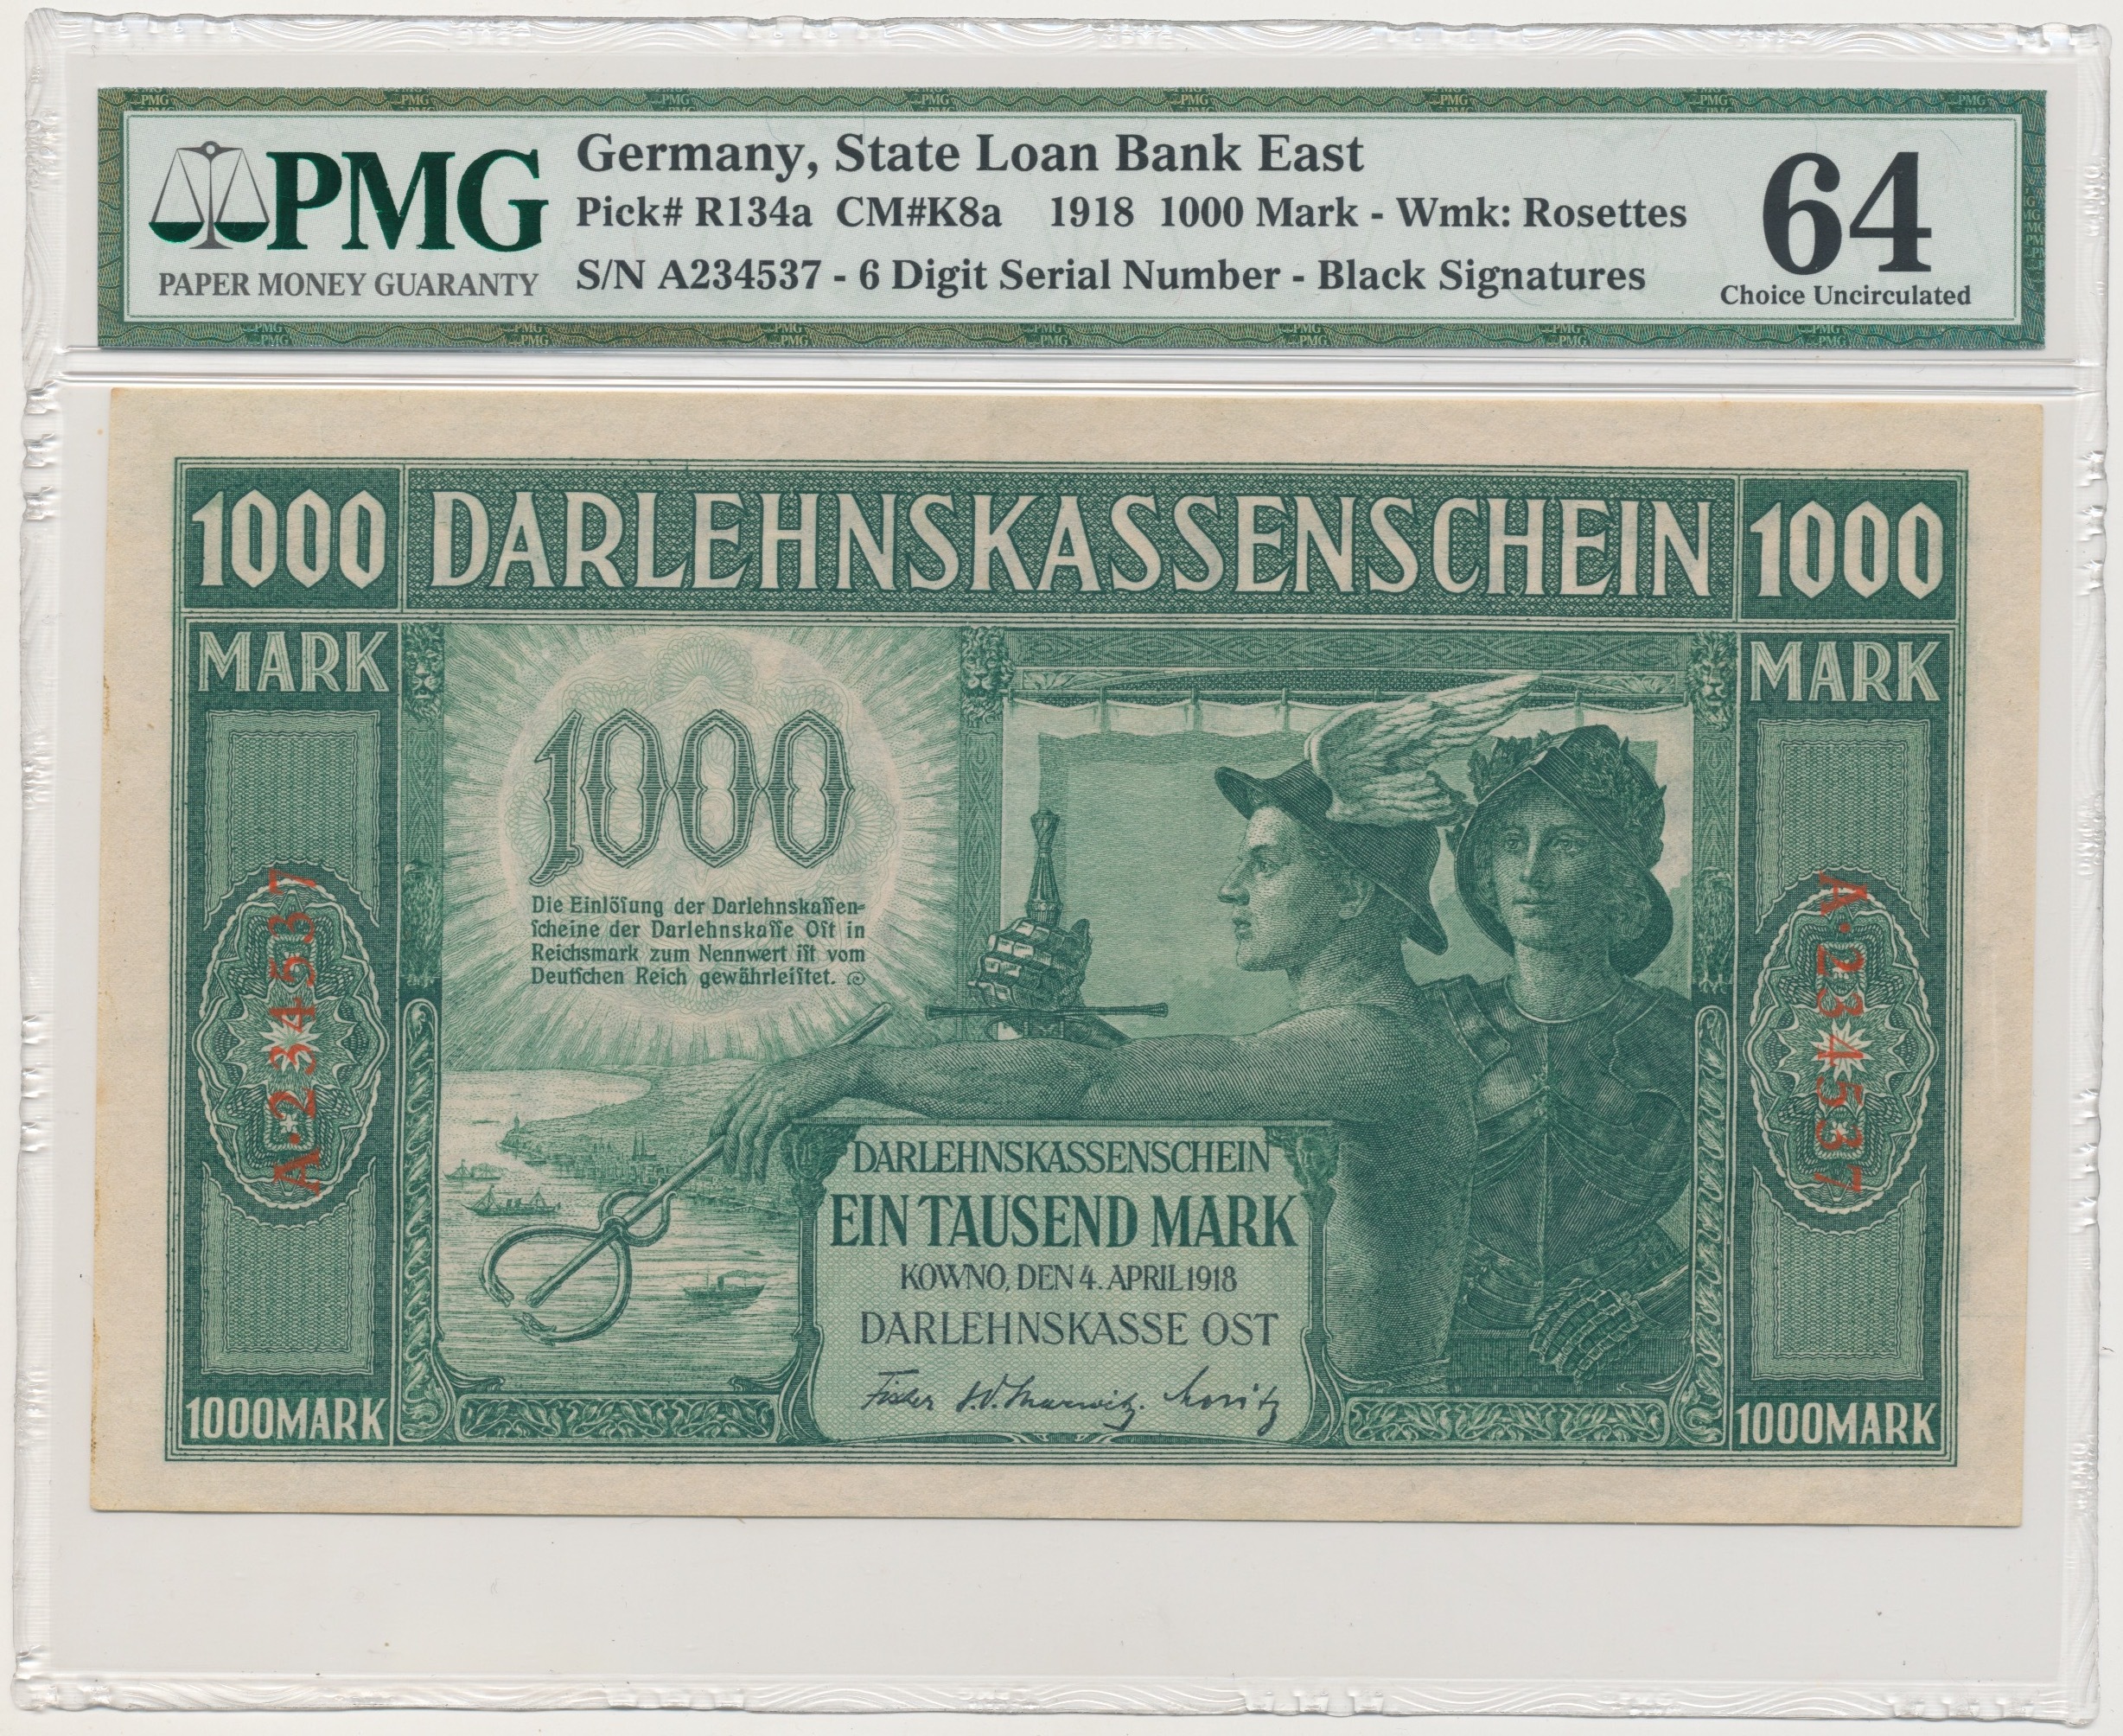 PMG
PAPER MONEY GUARANTY
Germany, State Loan Bank East
Pick# R134a CM#K8a 1918 1000 Mark - Wmk: Rosettes
S/N A234537 - 6 Digit Serial Number - Black Signatures
64
Choice Uncirculated
1000 DARLEHNSKASSENSCHEIN 1000
MARK
MARK
1000
Die Einlöſung der Darlehnskaſſen-
ſcheine der Darlehnskaſſe Oſt in
Reichsmark zum Nennwert iſt vom
Deutſchen Reich gewährleiſtet.
A·234537
A·234537
DARLEHNSKASSENSCHEIN
EIN TAUSEND MARK
KOWNO, DEN 4. APRIL 1918
DARLEHNSKASSE OST
Fischer
1000MARK
1000MARK